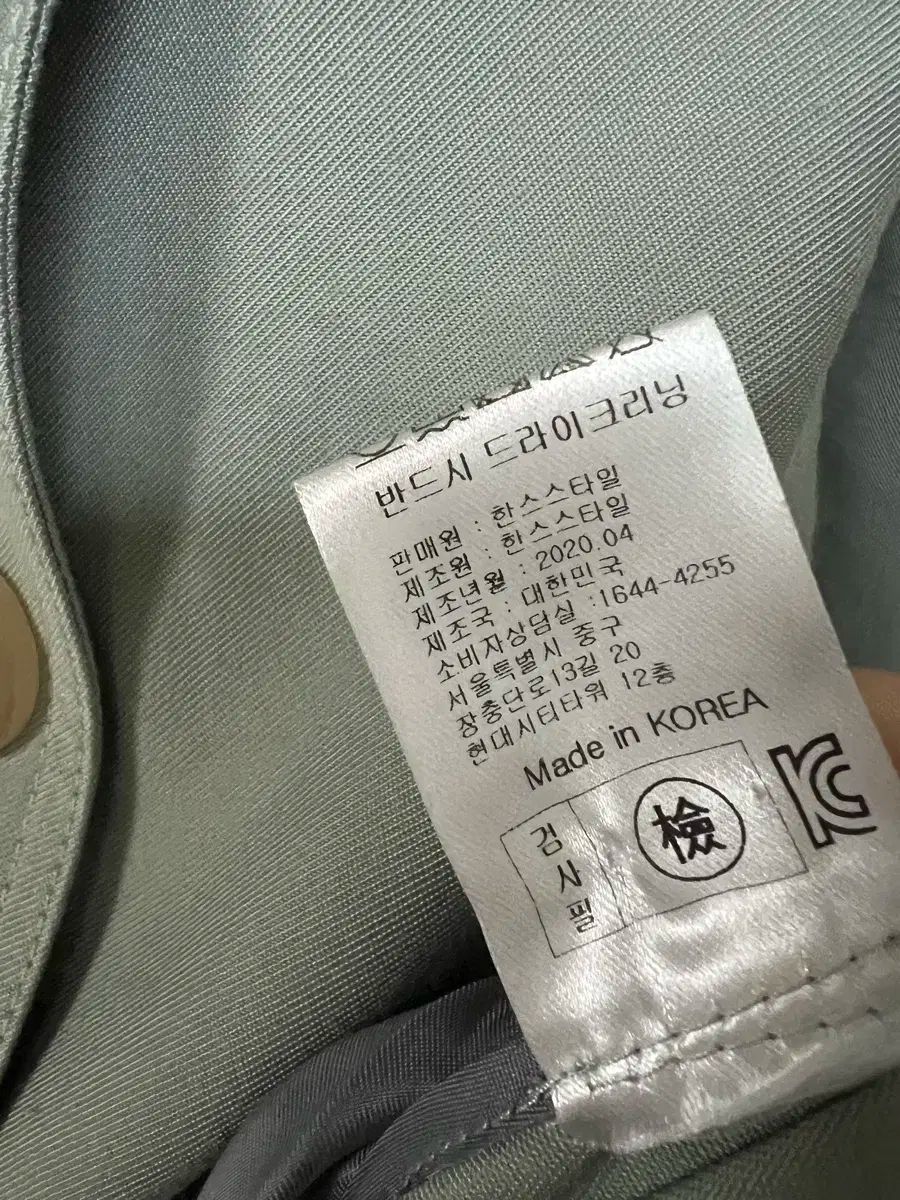 반드시 드라이크리닝
판매원 : 한스스타일
제조원 : 한스스타일
제조년월 : 2020.04
제조국 : 대한민국
소비자상담실 :1644-4255
서울특별시 중구
장충단로13길 20
현대시티타워 12층
Made in KOREA
검사필
檢
KC